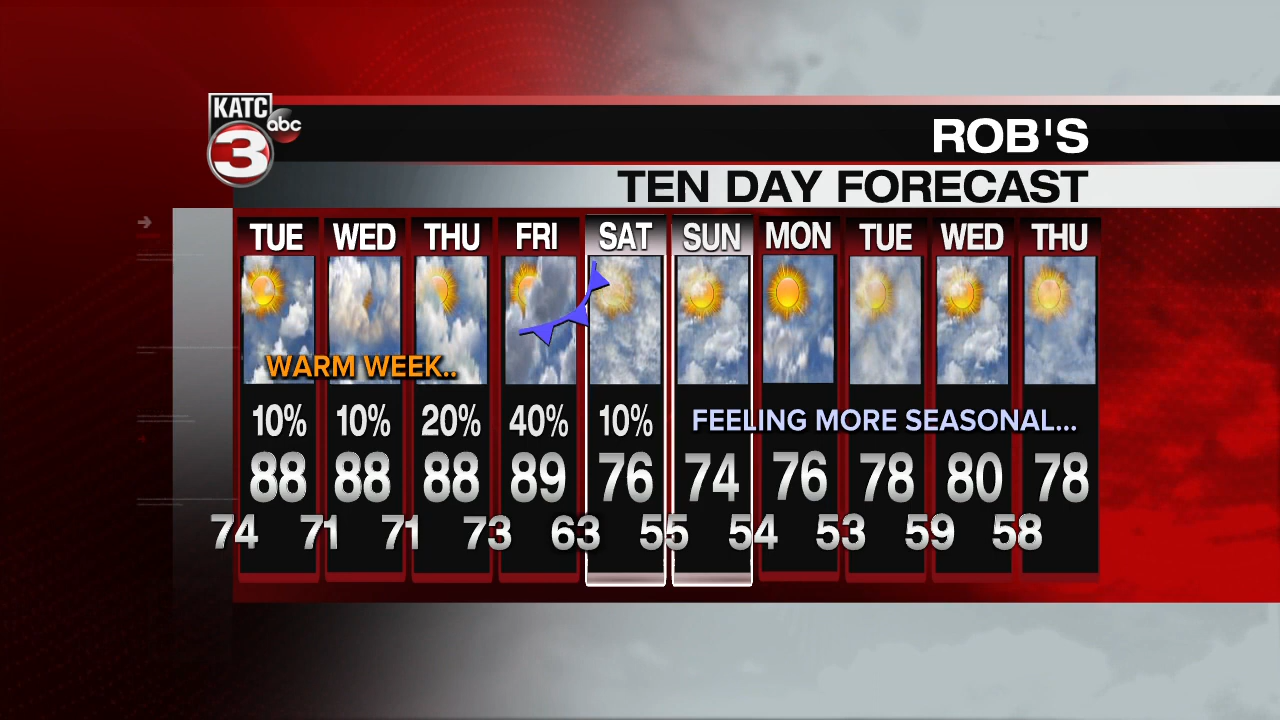 KATC
abc
3
ROB'S
TEN DAY FORECAST
TUE WED THU FRI SAT SUN MON TUE WED THU
WARM WEEK..
10% 10% 20% 40% 10% FEELING MORE SEASONAL...
88 88 88 89 76 74 76 78 80 78
74 71 71 73 63 55 54 53 59 58